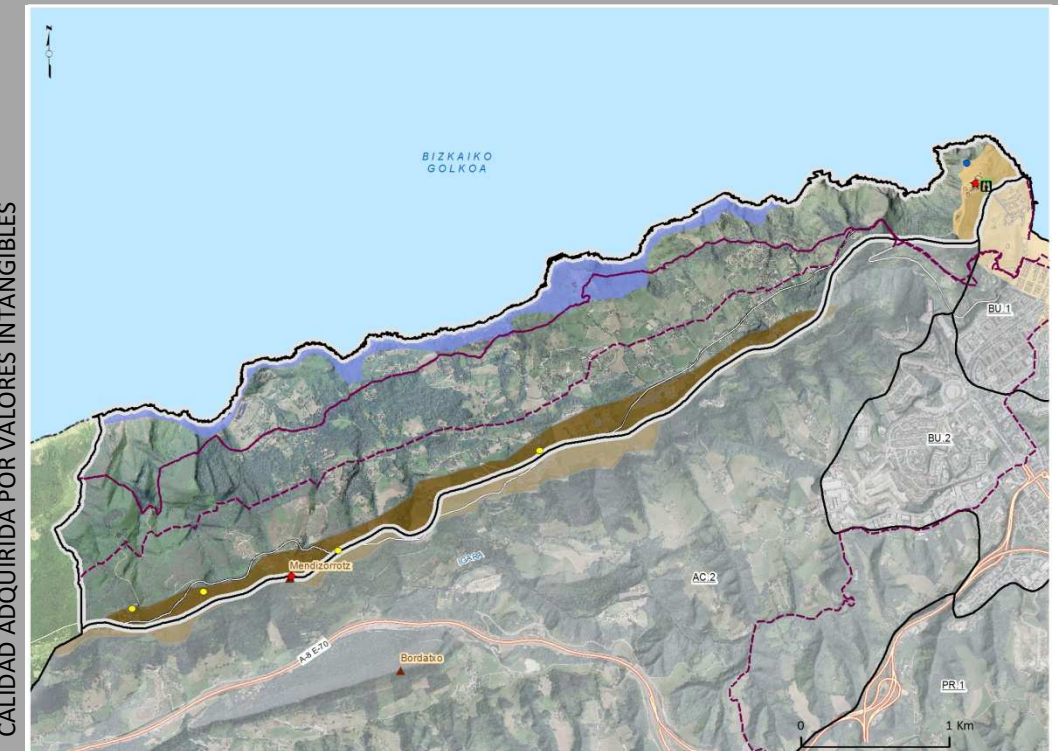 CALIDAD ADQUIRIDA POR VALORES INTANGIBLES
N
BIZKAIKO
GOLKOA
BU.1
BU.2
IGARA
Mendizorrotz
AC.2
A-8 E-70
Bordatxo
PR.1
0 1 Km